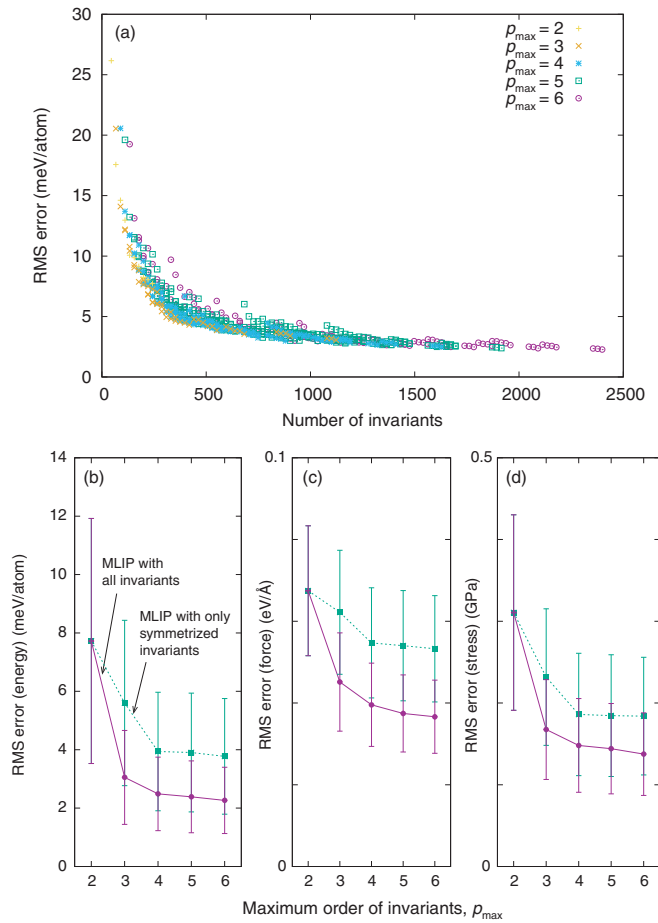 (a)
p_max = 2
p_max = 3
p_max = 4
p_max = 5
p_max = 6
RMS error (meV/atom)
30
25
20
15
10
5
0
0 500 1000 1500 2000 2500
Number of invariants
(b)
RMS error (energy) (meV/atom)
14
12
10
8
6
4
2
0
MLIP with
all invariants
MLIP with only
symmetrized
invariants
2 3 4 5 6
(c)
RMS error (force) (eV/Å)
0.1
0
2 3 4 5 6
(d)
RMS error (stress) (GPa)
0.5
0
2 3 4 5 6
Maximum order of invariants, p_max